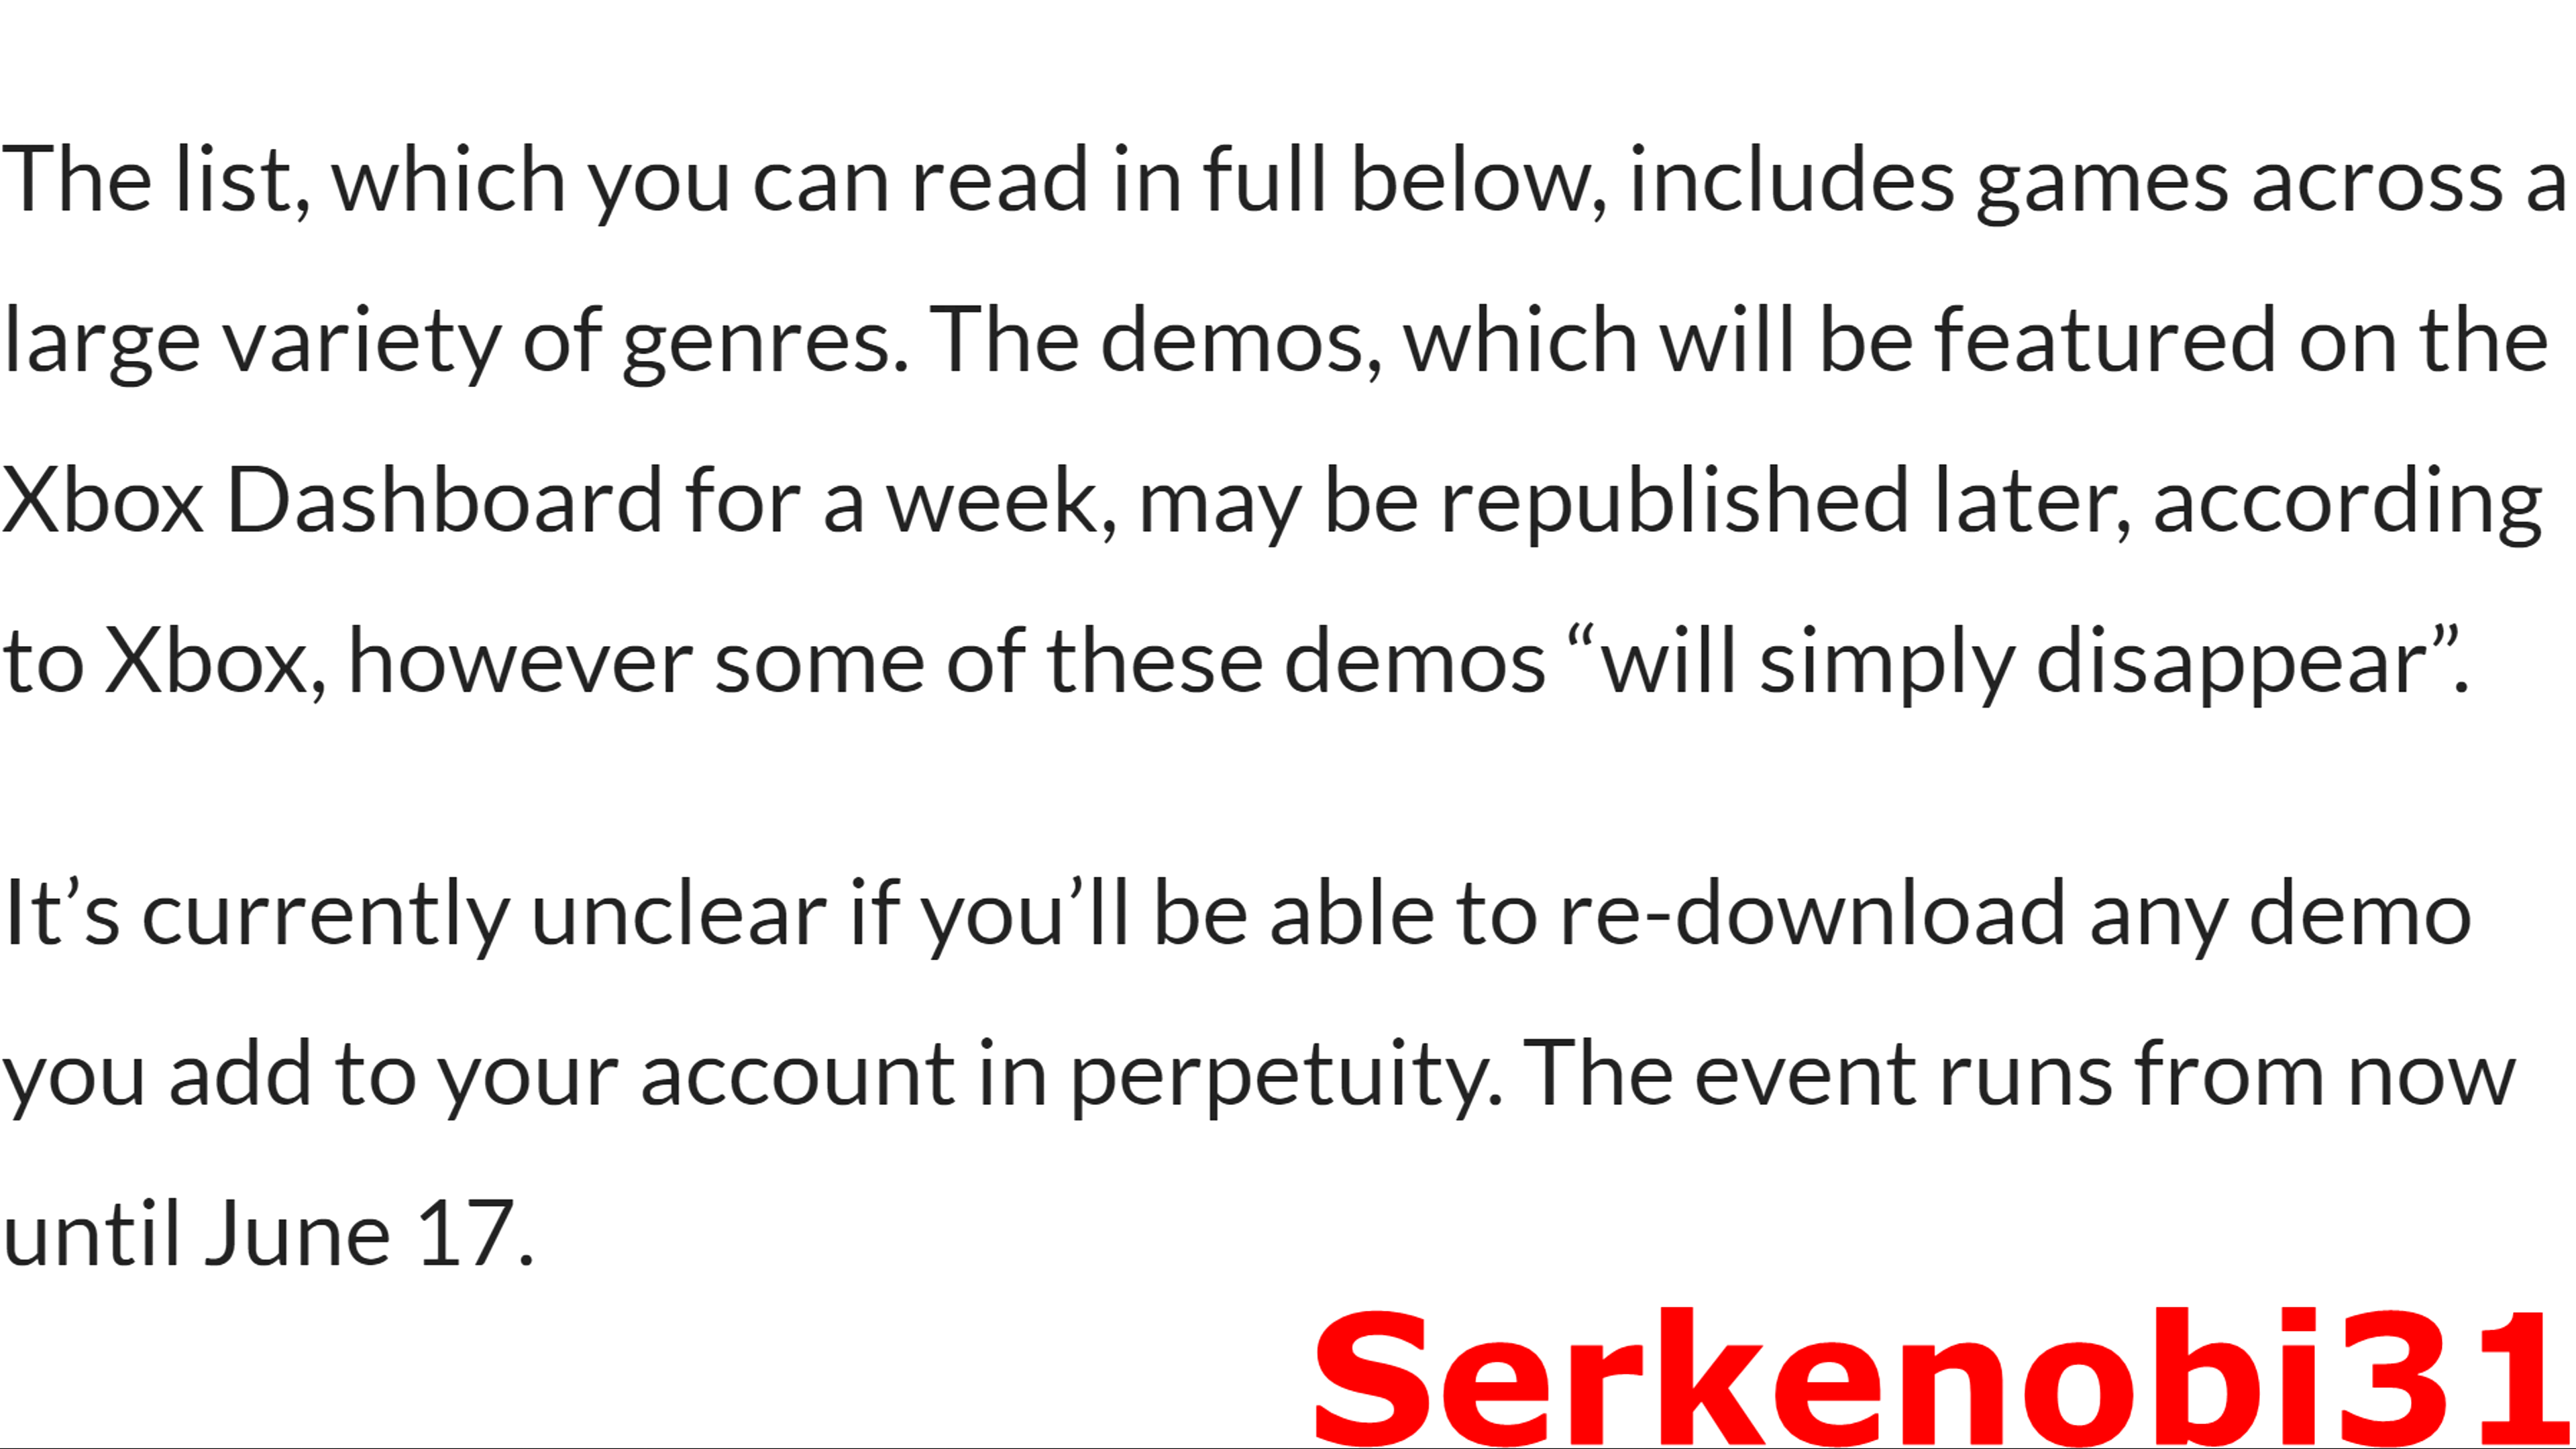 The list, which you can read in full below, includes games across a
large variety of genres. The demos, which will be featured on the
Xbox Dashboard for a week, may be republished later, according
to Xbox, however some of these demos “will simply disappear”.
It’s currently unclear if you’ll be able to re-download any demo
you add to your account in perpetuity. The event runs from now
until June 17.
Serkenobi31